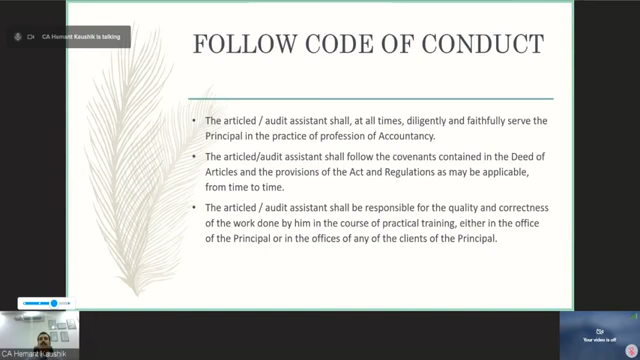 CA Hemant Kaushik is talking
FOLLOW CODE OF CONDUCT
• The articled / audit assistant shall, at all times, diligently and faithfully serve the
Principal in the practice of profession of Accountancy.
• The articled/audit assistant shall follow the covenants contained in the Deed of
Articles and the provisions of the Act and Regulations as may be applicable,
from time to time.
• The articled / audit assistant shall be responsible for the quality and correctness
of the work done by him in the course of practical training, either in the office
of the Principal or in the offices of any of the clients of the Principal.
CA Hemant Kaushik
Your video is off